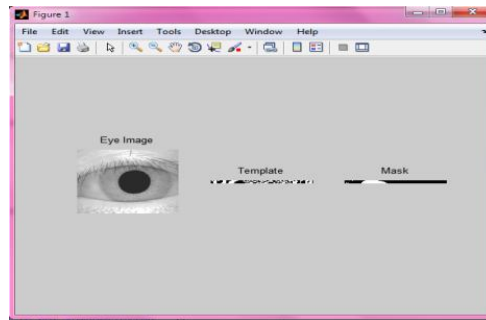 Figure 1
File Edit View Insert Tools Desktop Window Help
Eye Image
Template
Mask